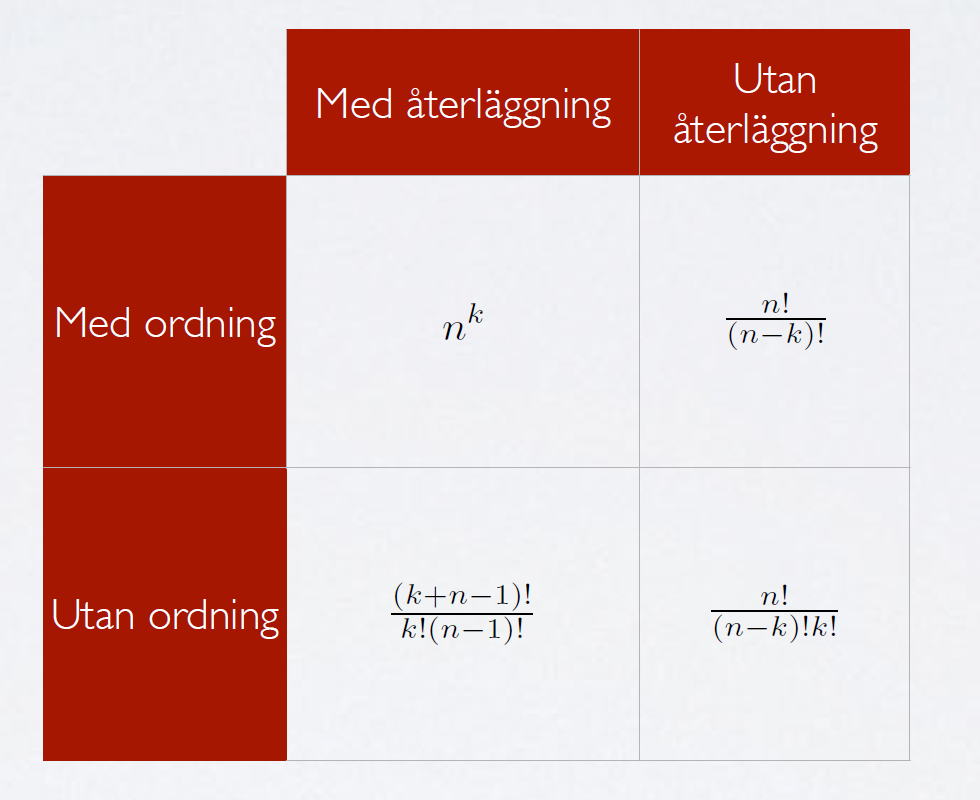 Med återläggning
Utan
återläggning
Med ordning
n^k
n!
(n−k)!
Utan ordning
(k+n−1)!
k!(n−1)!
n!
(n−k)!k!